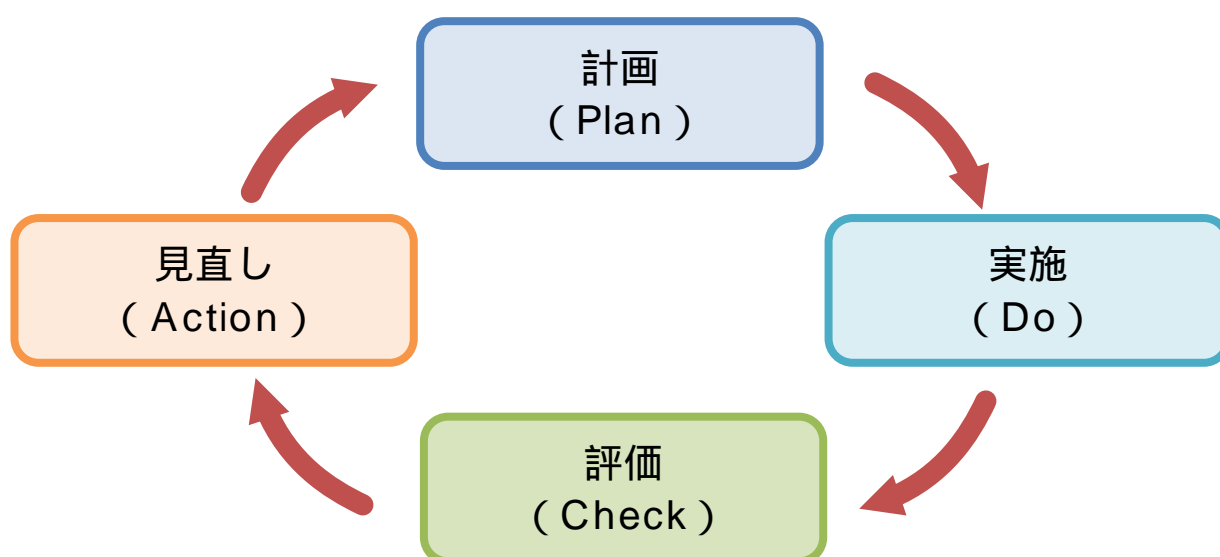 計画
( Plan )
実施
( Do )
評価
( Check )
見直し
( Action )